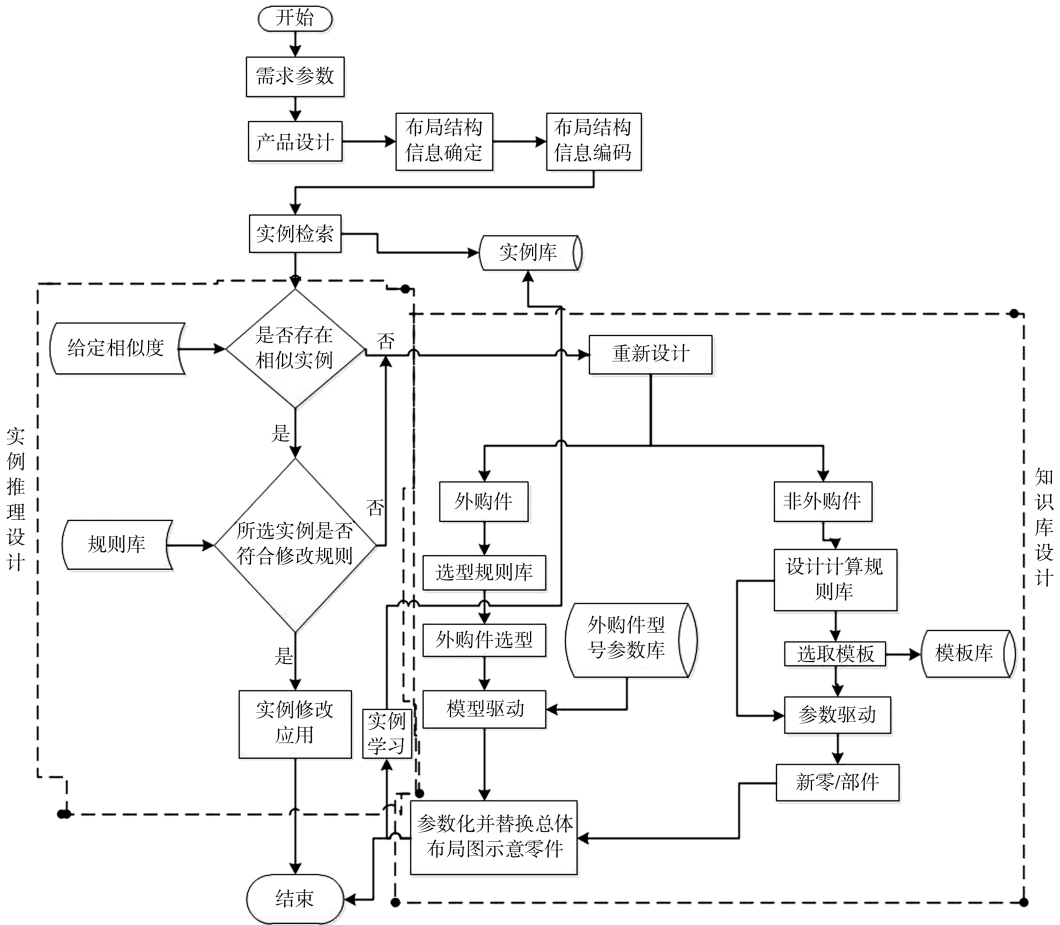 开始
需求参数
产品设计
布局结构
信息确定
布局结构
信息编码
实例检索
实例库
给定相似度
是否存在
相似实例
否
重新设计
是
实例推理设计
知识库设计
规则库
所选实例是否
符合修改规则
否
外购件
非外购件
选型规则库
设计计算规
则库
外购件选型
外购件型
号参数库
选取模板
模板库
是
实例修改
应用
实例
学习
模型驱动
参数驱动
新零/部件
参数化并替换总体
布局图示意零件
结束